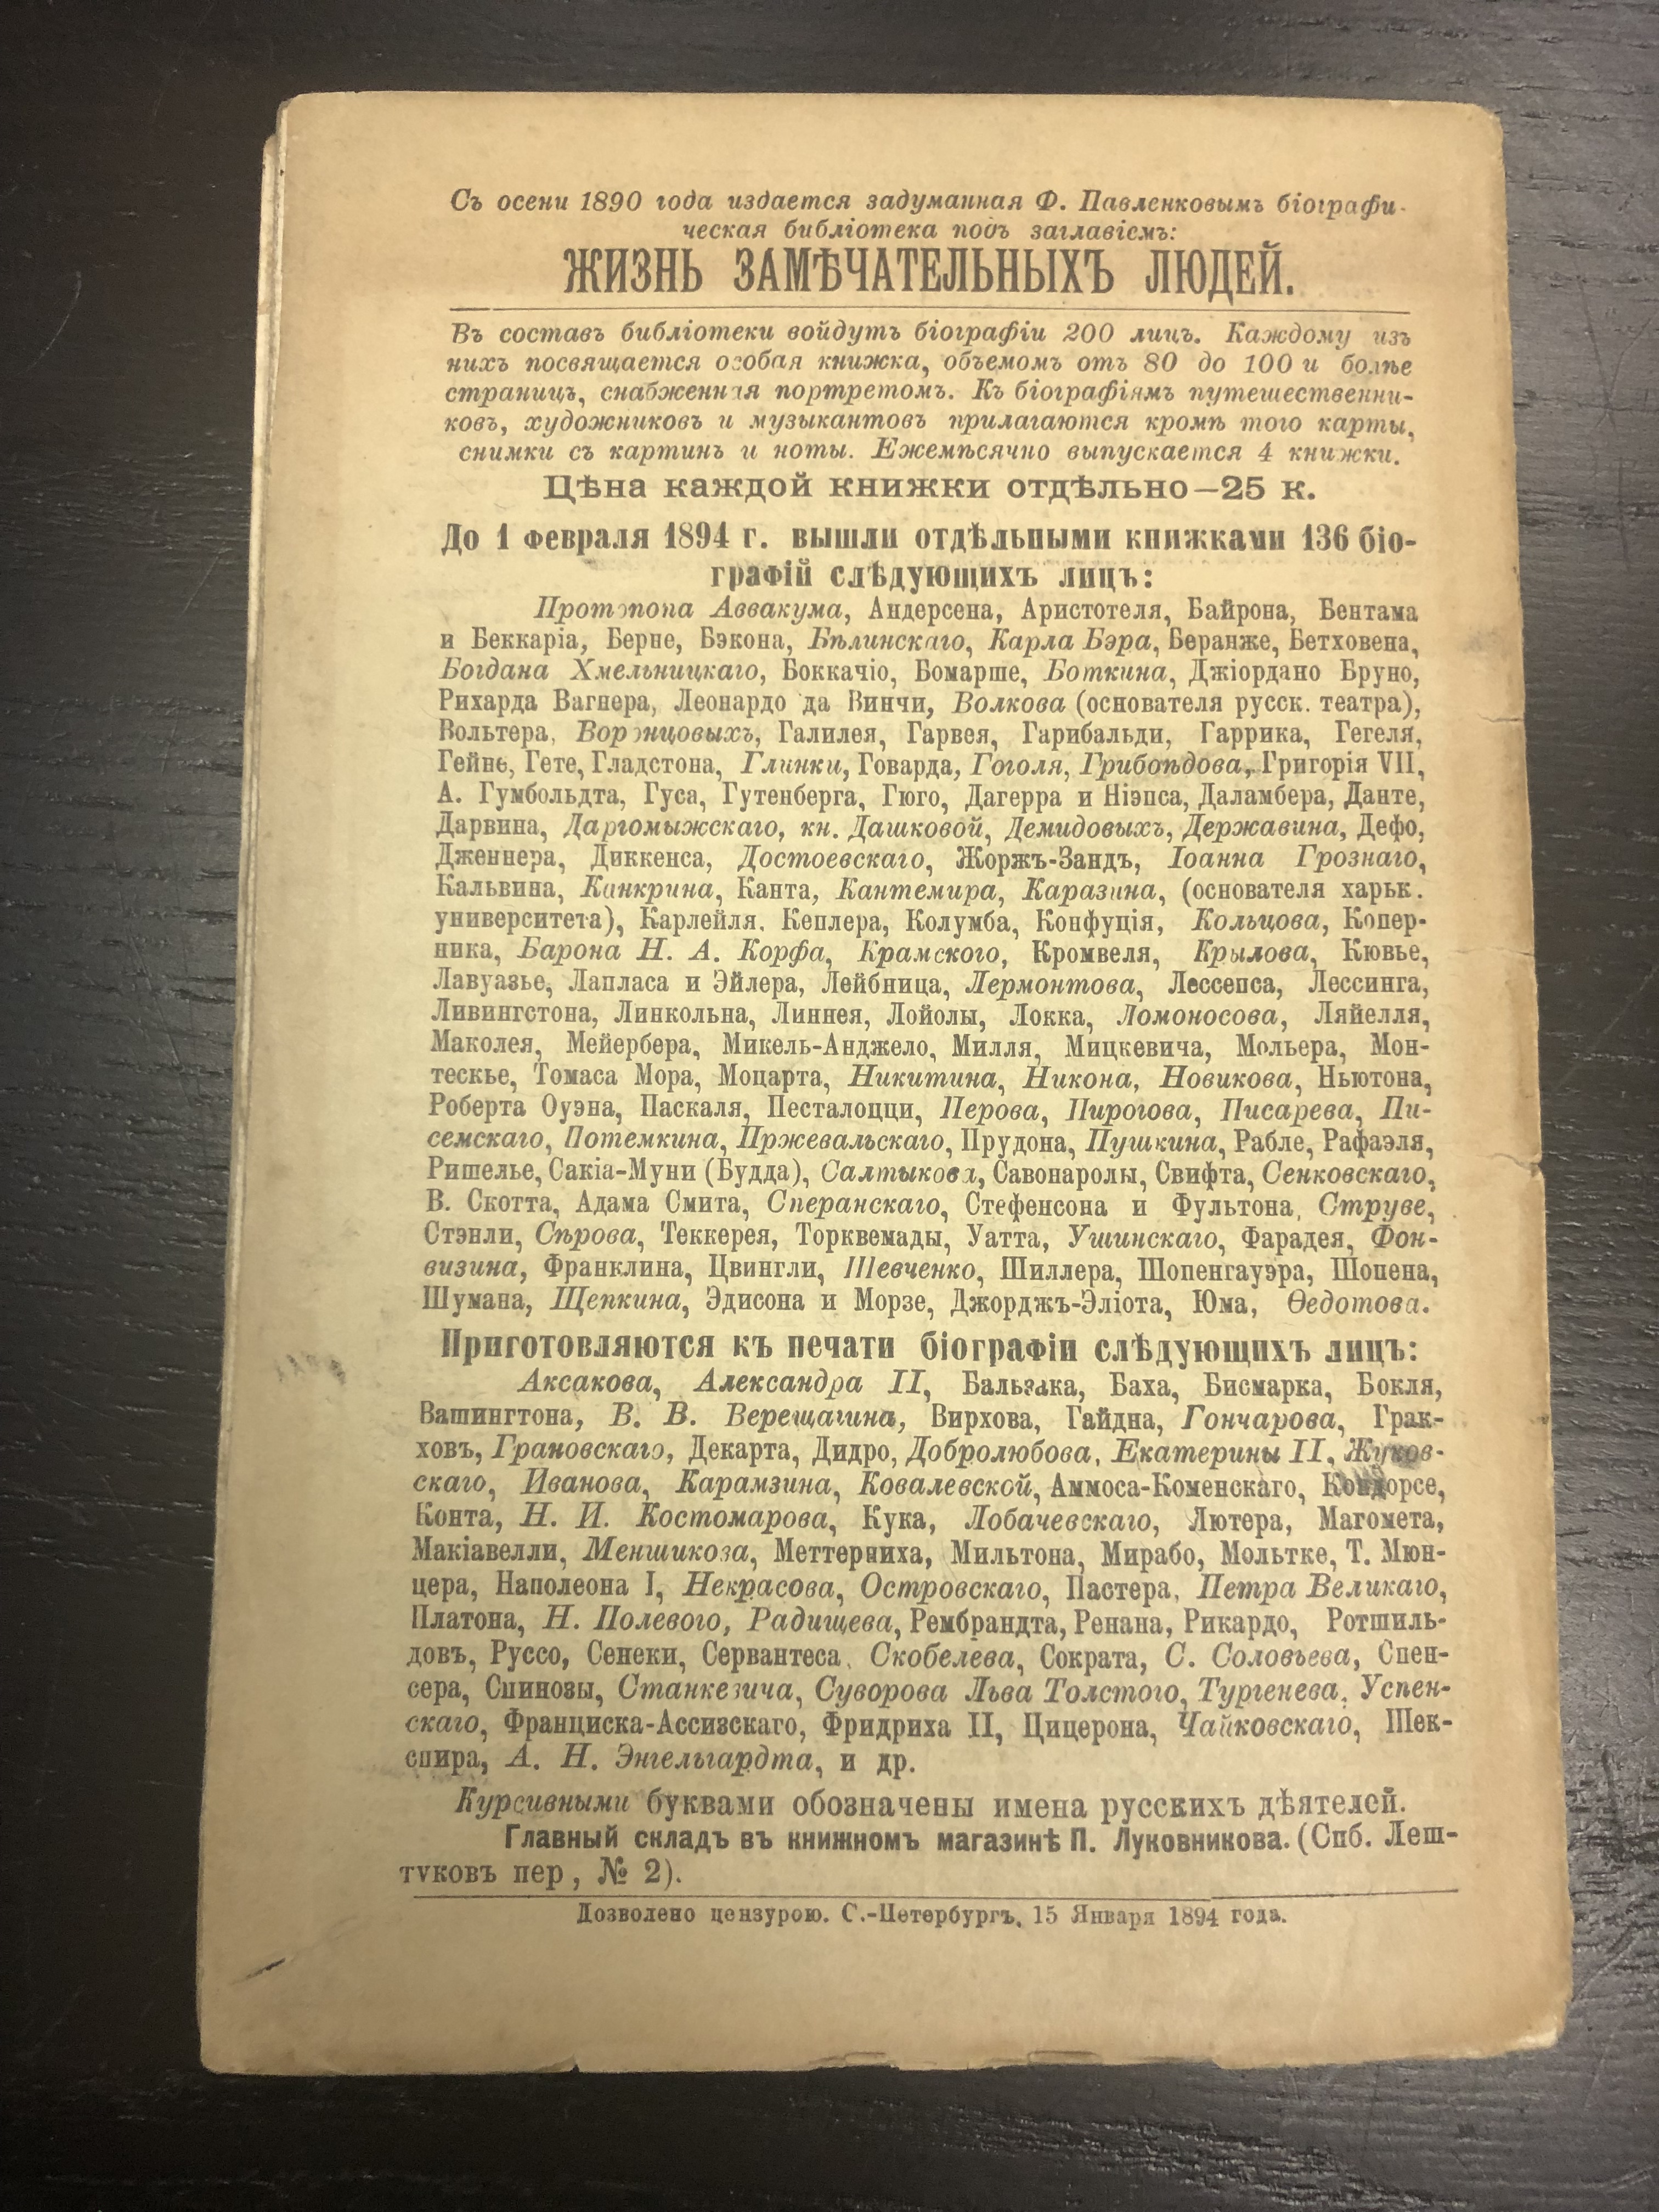 Съ осени 1890 года издается задуманная Ф. Павленковымъ біографи-
ческая библіотека подъ заглавіемъ:
ЖИЗНЬ ЗАМѢЧАТЕЛЬНЫХЪ ЛЮДЕЙ.
Въ составъ библіотеки войдутъ біографіи 200 лицъ. Каждому изъ
нихъ посвящается особая книжка, объемомъ отъ 80 до 100 и болѣе
страницъ, снабженная портретомъ. Къ біографіямъ путешественни-
ковъ, художниковъ и музыкантовъ прилагаются кромѣ того карты,
снимки съ картинъ и ноты. Ежемѣсячно выпускается 4 книжки.
Цѣна каждой книжки отдѣльно—25 к.
До 1 февраля 1894 г. вышли отдѣльными книжками 136 біо-
графій слѣдующихъ лицъ:
Протопопа Аввакума, Андерсена, Аристотеля, Байрона, Бентама
и Беккаріа, Берне, Бэкона, Бѣлинскаго, Карла Бэра, Беранже, Бетховена,
Богдана Хмельницкаго, Боккачіо, Бомарше, Боткина, Джіордано Бруно,
Рихарда Вагнера, Леонардо да Винчи, Волкова (основателя русск. театра),
Вольтера, Воронцовыхъ, Галилея, Гарвея, Гарибальди, Гаррика, Гегеля,
Гейне, Гете, Гладстона, Глинки, Говарда, Гоголя, Грибоѣдова, Григорія VII,
А. Гумбольдта, Гуса, Гутенберга, Гюго, Дагерра и Ніэпса, Даламбера, Данте,
Дарвина, Даргомыжскаго, кн. Дашковой, Демидовыхъ, Державина, Дефо,
Дженнера, Диккенса, Достоевскаго, Жоржъ-Зандъ, Іоанна Грознаго,
Кальвина, Канкрина, Канта, Кантемира, Каразина, (основателя харьк.
университета), Карлейля, Кеплера, Колумба, Конфуція, Кольцова, Копер-
ника, Барона Н. А. Корфа, Крамского, Кромвеля, Крылова, Кювье,
Лавуазье, Лапласа и Эйлера, Лейбница, Лермонтова, Лессепса, Лессинга,
Ливингстона, Линкольна, Линнея, Лойолы, Локка, Ломоносова, Ляйелля,
Маколея, Мейербера, Микель-Анджело, Милля, Мицкевича, Мольера, Мон-
тескье, Томаса Мора, Моцарта, Никитина, Никона, Новикова, Ньютона,
Роберта Оуэна, Паскаля, Песталоцци, Перова, Пирогова, Писарева, Пи-
семскаго, Потемкина, Пржевальскаго, Прудона, Пушкина, Рабле, Рафаэля,
Ришелье, Сакіа-Муни (Будда), Салтыкова, Савонаролы, Свифта, Сенковскаго,
В. Скотта, Адама Смита, Сперанскаго, Стефенсона и Фультона, Струве,
Стэнли, Сѣрова, Теккерея, Торквемады, Уатта, Ушинскаго, Фарадея, Фон-
визина, Франклина, Цвингли, Шевченко, Шиллера, Шопенгауэра, Шопена,
Шумана, Щепкина, Эдисона и Морзе, Джорджъ-Эліота, Юма, Ѳедотова.
Приготовляются къ печати біографіи слѣдующихъ лицъ:
Аксакова, Александра II, Бальзака, Баха, Бисмарка, Бокля,
Вашингтона, В. В. Верещагина, Вирхова, Гайдна, Гончарова, Грак-
ховъ, Грановскаго, Декарта, Дидро, Добролюбова, Екатерины II, Жуков-
скаго, Иванова, Карамзина, Ковалевской, Аммоса-Коменскаго, Кондорсе,
Конта, Н. И. Костомарова, Кука, Лобачевскаго, Лютера, Магомета,
Макіавелли, Меншикова, Меттерниха, Мильтона, Мирабо, Мольтке, Т. Мюн-
цера, Наполеона I, Некрасова, Островскаго, Пастера, Петра Великаго,
Платона, Н. Полевого, Радищева, Рембрандта, Ренана, Рикардо, Ротшиль-
довъ, Руссо, Сенеки, Сервантеса, Скобелева, Сократа, С. Соловьева, Спен-
сера, Спинозы, Станкевича, Суворова Льва Толстого, Тургенева, Успен-
скаго, Франциска-Ассизскаго, Фридриха II, Цицерона, Чайковскаго, Шек-
спира, А. Н. Энгельгардта, и др.
Курсивными буквами обозначены имена русскихъ дѣятелей.
Главный складъ въ книжномъ магазинѣ П. Луковникова. (Спб. Леш-
туковъ пер, № 2).
Дозволено цензурою. С.-Петербургъ, 15 Января 1894 года.